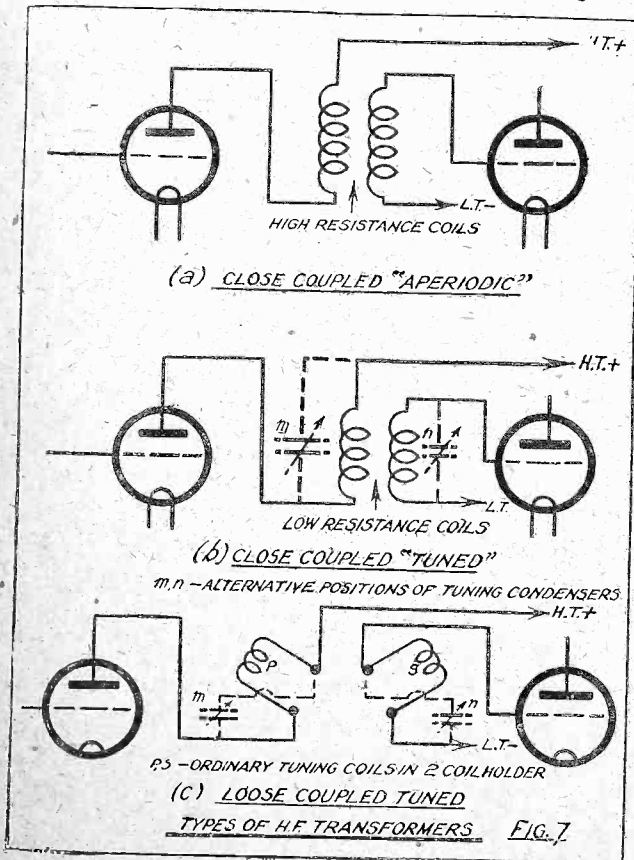 H.T.+
L.T.-
HIGH RESISTANCE COILS
(a) CLOSE COUPLED "APERIODIC"
H.T.+
m
n
L.T.
LOW RESISTANCE COILS
(b) CLOSE COUPLED "TUNED"
m,n - ALTERNATIVE POSITIONS OF TUNING CONDENSERS
H.T.+
P
S
m
n
L.T-
P.S - ORDINARY TUNING COILS IN 2 COILHOLDER
(c) LOOSE COUPLED TUNED
TYPES OF H.F. TRANSFORMERS FIG. 7